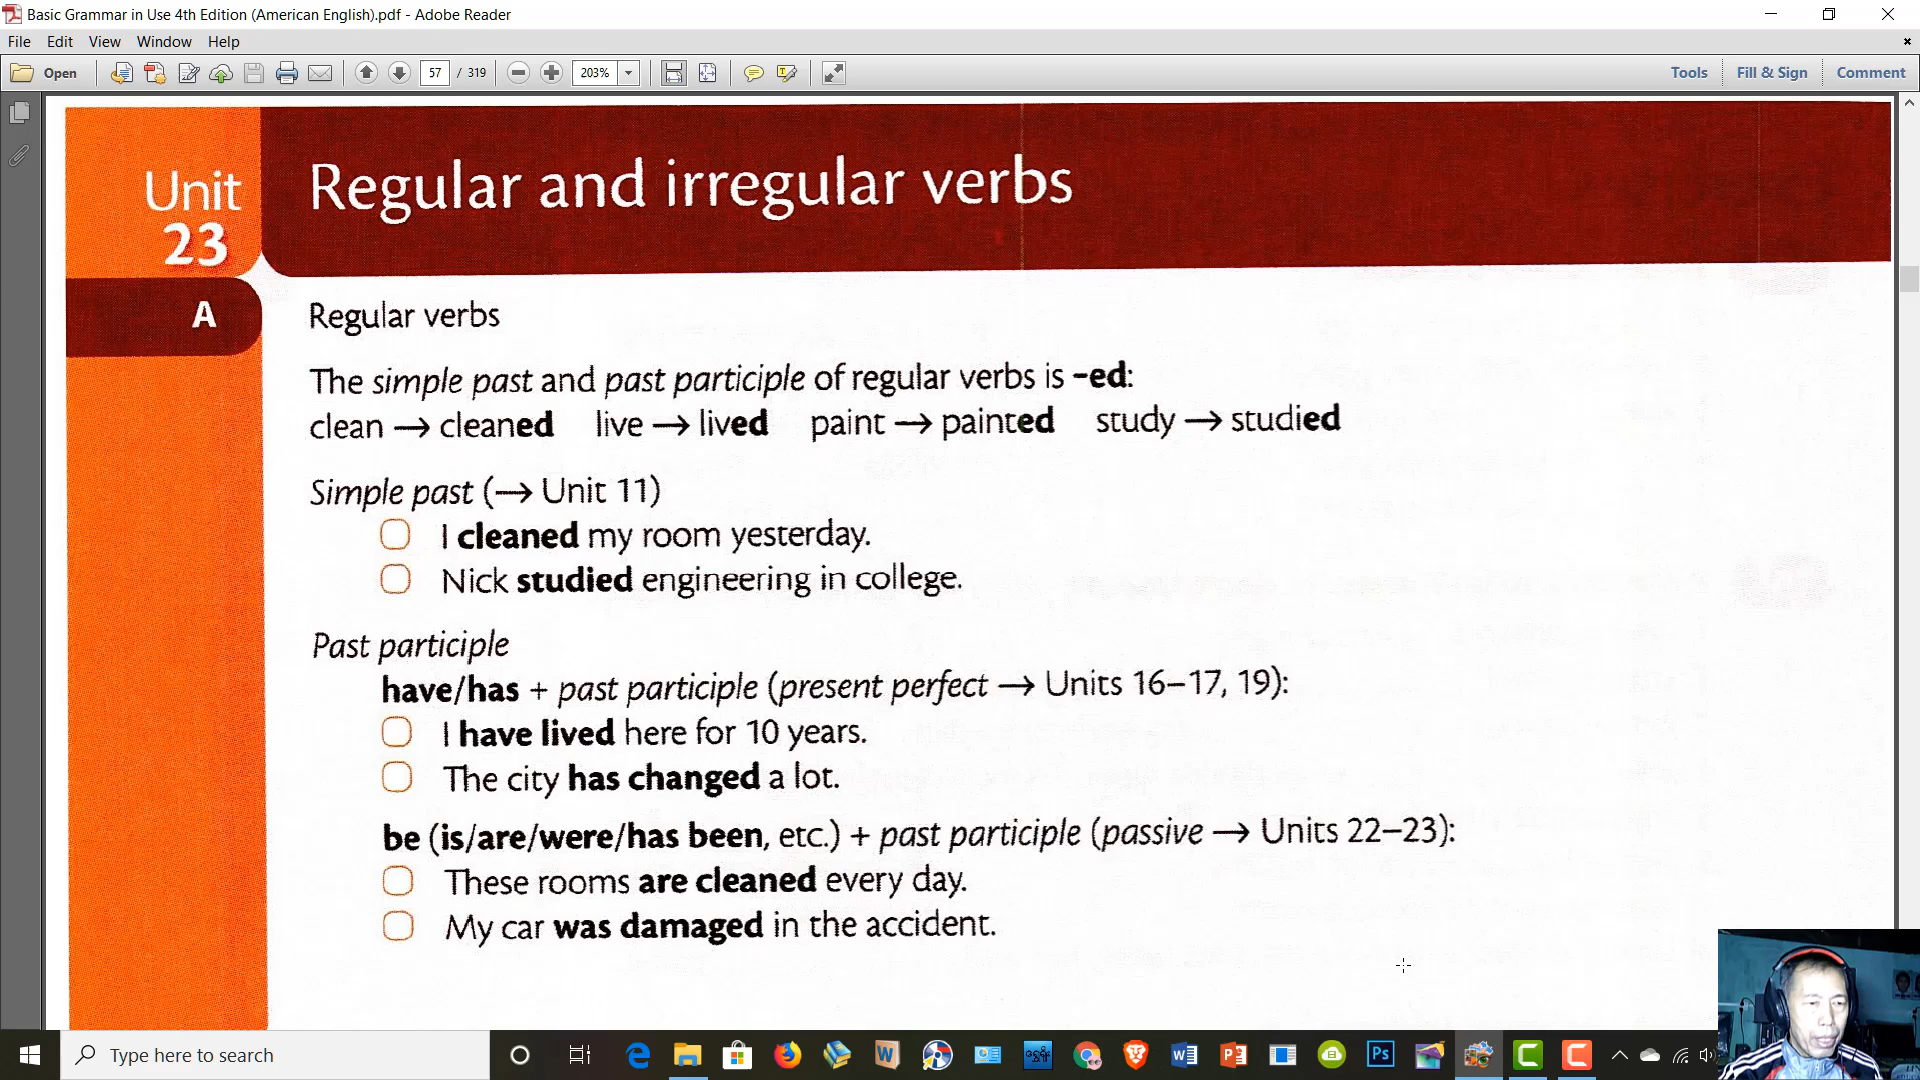 Basic Grammar in Use 4th Edition (American English).pdf - Adobe Reader
File Edit View Window Help
Open 57 / 319 203% Tools Fill & Sign Comment
Unit
23
Regular and irregular verbs
A
Regular verbs
The simple past and past participle of regular verbs is -ed:
clean → cleaned live → lived paint → painted study → studied
Simple past (→ Unit 11)
I cleaned my room yesterday.
Nick studied engineering in college.
Past participle
have/has + past participle (present perfect → Units 16–17, 19):
I have lived here for 10 years.
The city has changed a lot.
be (is/are/were/has been, etc.) + past participle (passive → Units 22–23):
These rooms are cleaned every day.
My car was damaged in the accident.
Type here to search